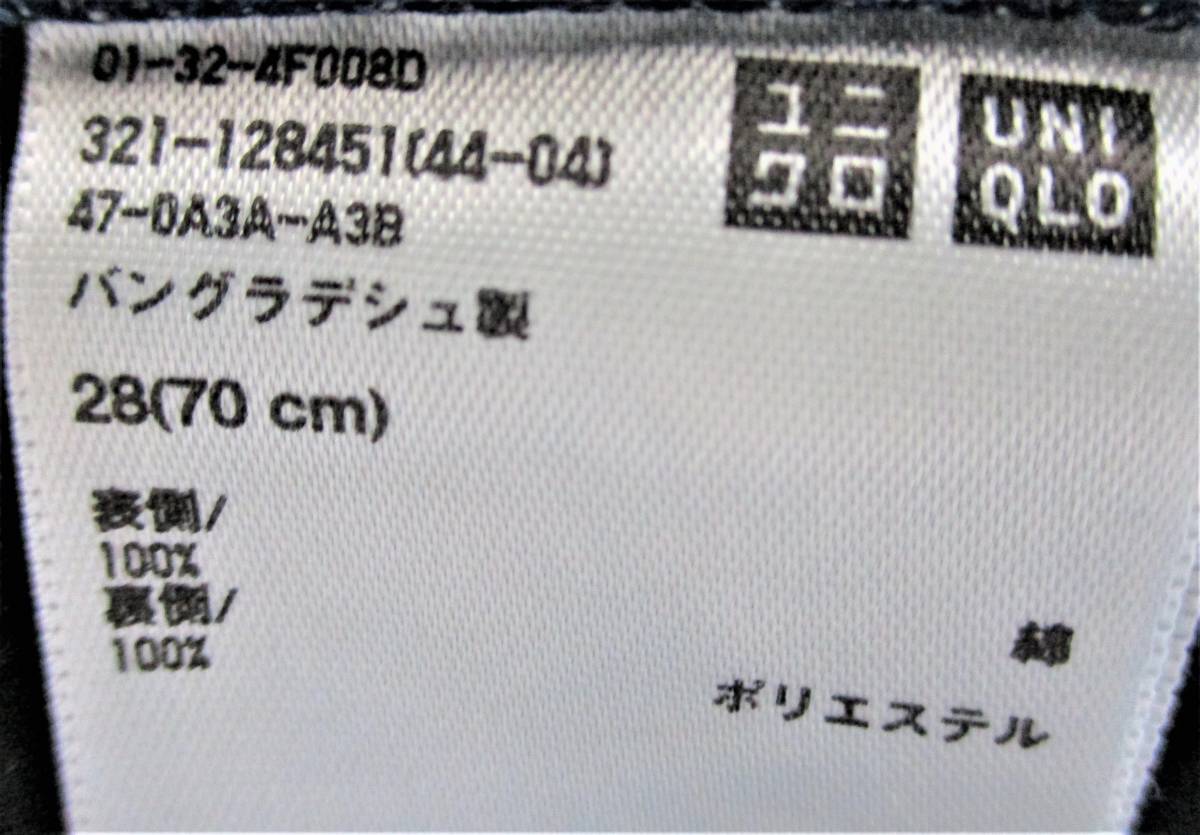 01-32-4F008D
321-128451(44-04)
47-0A3A-A3B
バングラデシュ製
28(70 cm)
ユニ
クロ
UNI
QLO
表側/
100%
綿
裏側/
100%
ポリエステル